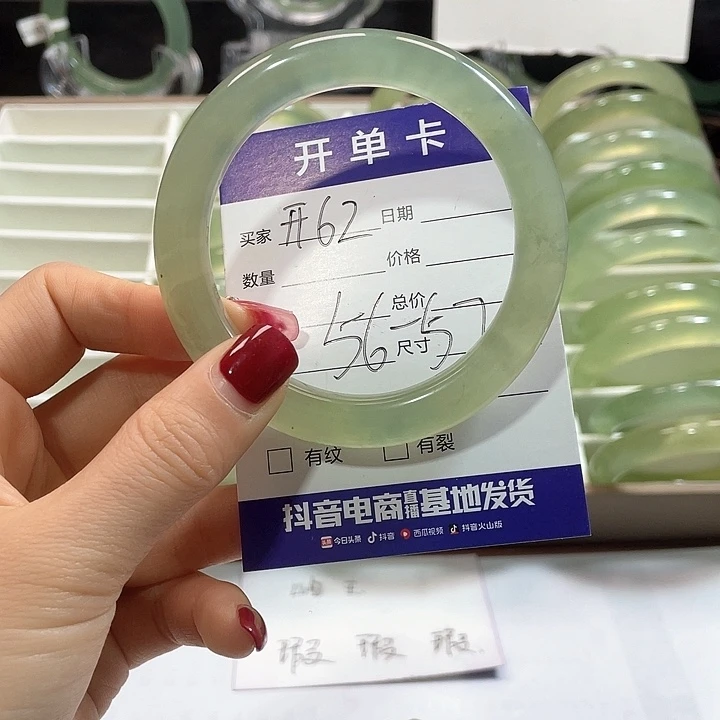 开单卡
买家 开62 日期
数量 价格
总价
56-57 尺寸
有纹 有裂
抖音电商直播基地发货
今日头条 抖音 西瓜视频 抖音火山版
瑕 瑕 瑕